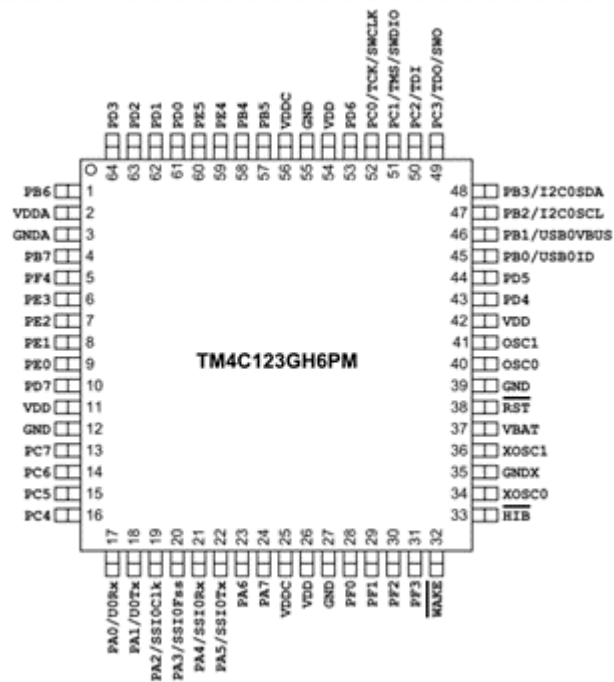 PD3
PD2
PD1
PD0
PE5
PE4
PB4
PB5
VDDC
GND
VDD
PD6
PC0/TCK/SWCLK
PC1/TMS/SWDIO
PC2/TDI
PC3/TDO/SWO
64 63 62 61 60 59 58 57 56 55 54 53 52 51 50 49
PB6 1
VDDA 2
GNDA 3
PB7 4
PF4 5
PE3 6
PE2 7
PE1 8
PE0 9
PD7 10
VDD 11
GND 12
PC7 13
PC6 14
PC5 15
PC4 16
TM4C123GH6PM
48 PB3/I2C0SDA
47 PB2/I2C0SCL
46 PB1/USB0VBUS
45 PB0/USB0ID
44 PD5
43 PD4
42 VDD
41 OSC1
40 OSC0
39 GND
38 RST
37 VBAT
36 XOSC1
35 GNDX
34 XOSC0
33 HIB
17 18 19 20 21 22 23 24 25 26 27 28 29 30 31 32
PA0/U0Rx
PA1/U0Tx
PA2/SSI0Clk
PA3/SSI0Fss
PA4/SSI0Rx
PA5/SSI0Tx
PA6
PA7
VDDC
VDD
GND
PF0
PF1
PF2
PF3
WAKE